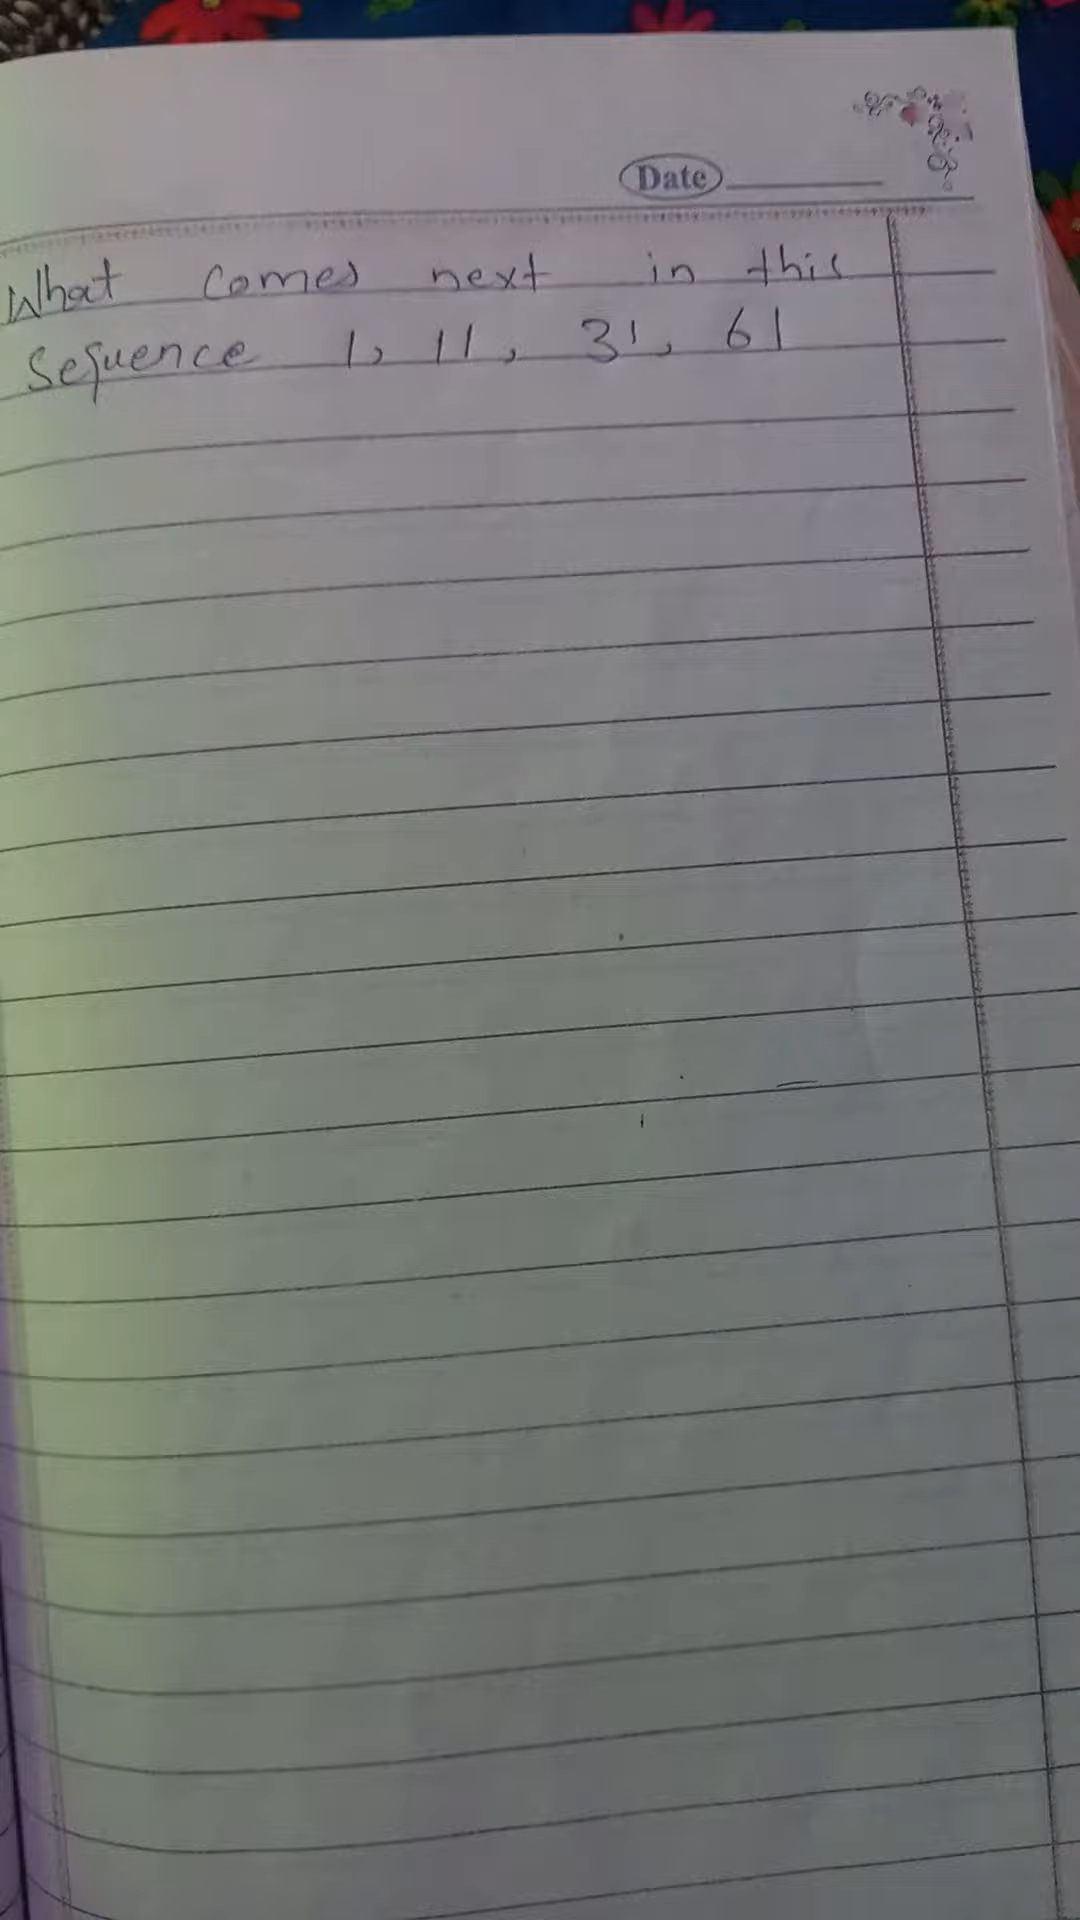 Date
What comes next in this
Sequence 1, 11, 31, 61